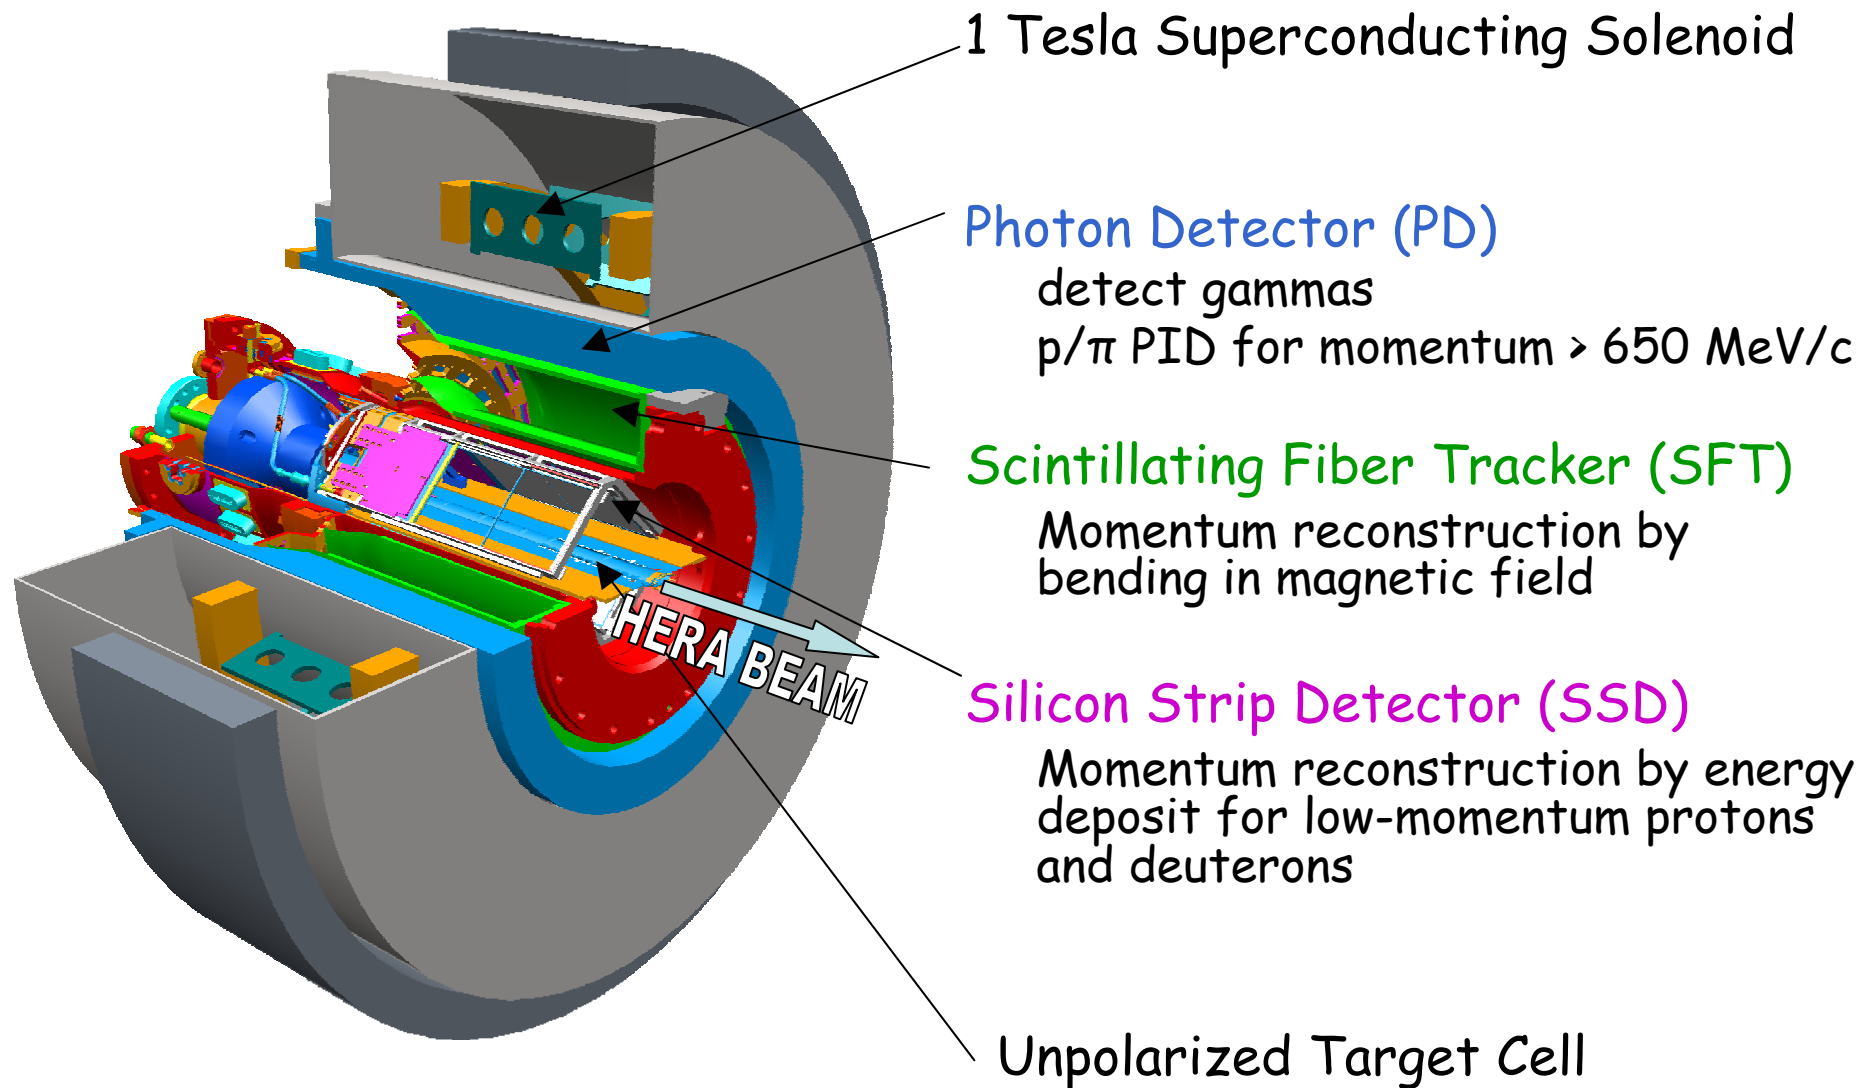 1 Tesla Superconducting Solenoid
Photon Detector (PD)
detect gammas
p/π PID for momentum > 650 MeV/c
Scintillating Fiber Tracker (SFT)
Momentum reconstruction by
bending in magnetic field
HERA BEAM
Silicon Strip Detector (SSD)
Momentum reconstruction by energy
deposit for low-momentum protons
and deuterons
Unpolarized Target Cell